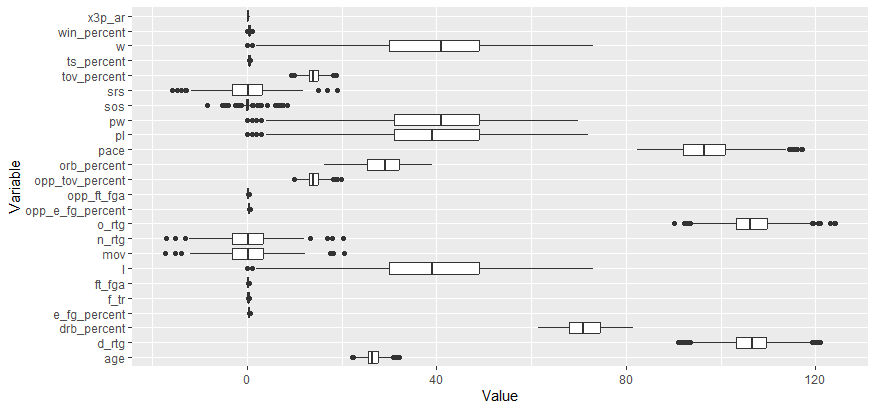 x3p_ar
win_percent
w
ts_percent
tov_percent
srs
sos
pw
pl
pace
orb_percent
opp_tov_percent
opp_ft_fga
opp_e_fg_percent
o_rtg
n_rtg
mov
l
ft_fga
f_tr
e_fg_percent
drb_percent
d_rtg
age
Variable
0 40 80 120
Value